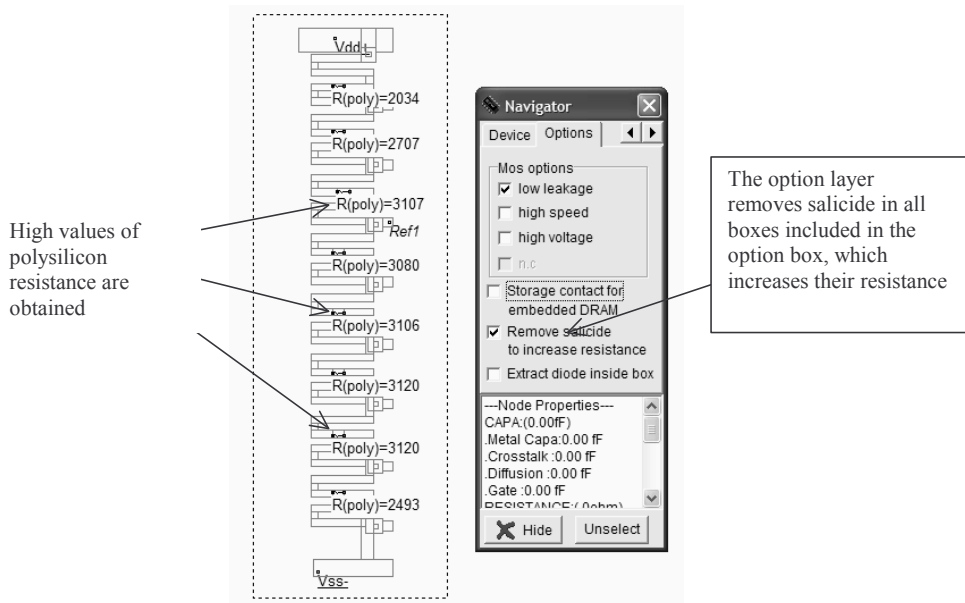 High values of
polysilicon
resistance are
obtained
Vdd+
R(poly)=2034
R(poly)=2707
R(poly)=3107
Ref1
R(poly)=3080
R(poly)=3106
R(poly)=3120
R(poly)=3120
R(poly)=2493
Vss-
Navigator
Device Options
Mos options
low leakage
high speed
high voltage
n.c
Storage contact for
embedded DRAM
Remove salicide
to increase resistance
Extract diode inside box
---Node Properties---
CAPA:(0.00fF)
.Metal Capa:0.00 fF
.Crosstalk :0.00 fF
.Diffusion :0.00 fF
.Gate :0.00 fF
RESISTANCE:( 0ohm)
Hide Unselect
The option layer
removes salicide in all
boxes included in the
option box, which
increases their resistance